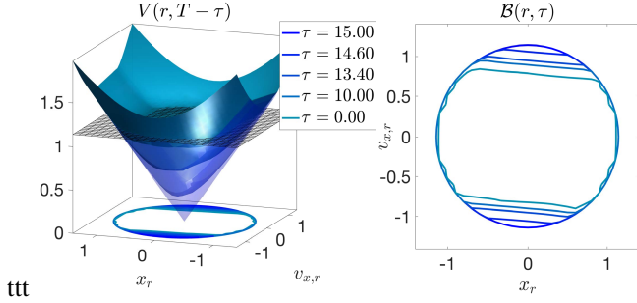 V(r, T − τ)
B(r, τ)
τ = 15.00
τ = 14.60
τ = 13.40
τ = 10.00
τ = 0.00
1.5
1
0.5
0
1
0
-1
x_r
-1
0
1
v_{x,r}
1
0.5
0
-0.5
-1
v_{x,r}
-1
0
1
x_r
ttt